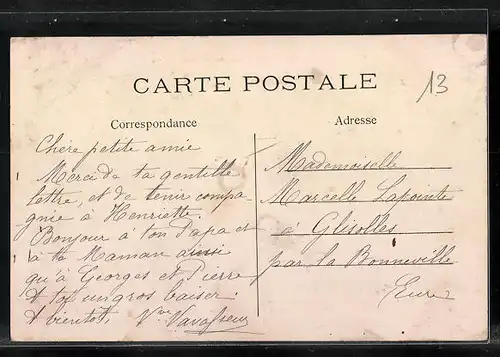 CARTE POSTALE
13
Correspondance
Adresse
Chère petite amie
Merci de ta gentille
lettre, et de tenir compa-
gnie à Henriette.
Bonjour à ton Papa et
à ta Maman ainsi
qu'à Georges et Pierre
& toi un gros baiser
& bientot, Vve
Mademoiselle
Marcelle Lapointe
à Glisolles
par la Bonneville
Eure